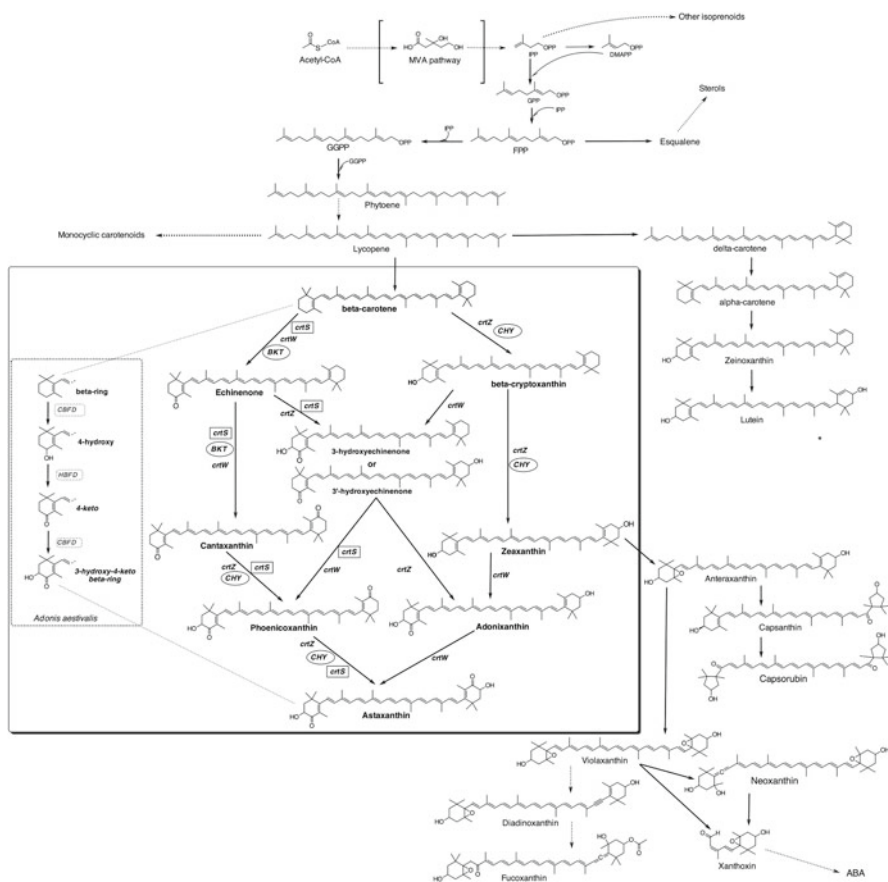 Other isoprenoids
Acetyl-CoA
MVA pathway
IPP
DMAPP
GPP
IPP
Sterols
GGPP
IPP
FPP
Esqualene
GGPP
Phytoene
Monocyclic carotenoids
Lycopene
delta-carotene
beta-carotene
alpha-carotene
crtS
crtW
BKT
crtZ
CHY
Zeinoxanthin
beta-ring
Echinenone
beta-cryptoxanthin
CBFD
crtS
crtZ
crtW
Lutein
4-hydroxy
crtS
BKT
crtW
3-hydroxyechinenone
or
crtZ
CHY
HBFD
3'-hydroxyechinenone
4-keto
Cantaxanthin
Zeaxanthin
CBFD
crtZ
CHY
crtS
crtS
crtW
crtZ
crtW
Anteraxanthin
3-hydroxy-4-keto
beta-ring
Adonis aestivalis
Phoenicoxanthin
Adonixanthin
Capsanthin
crtZ
CHY
crtS
crtW
Capsorubin
Astaxanthin
Violaxanthin
Neoxanthin
Diadinoxanthin
Xanthoxin
Fucoxanthin
ABA